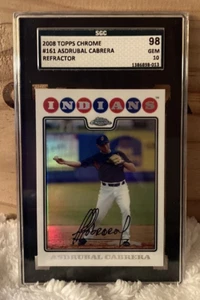 SGC
2008 TOPPS CHROME 98
#161 ASDRUBAL CABRERA GEM
REFRACTOR 10
INDIANS
ASDRUBAL CABRERA